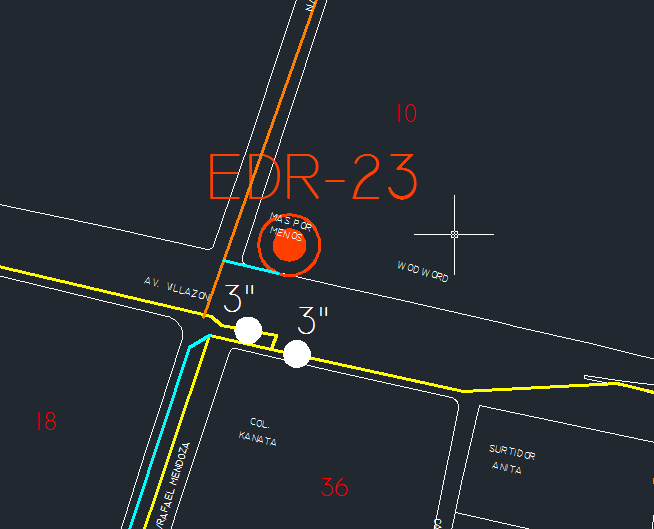 10
EDR-23
MAS POR
MENOS
WODWORD
AV. VILLAZON
3"
3"
18
COL.
KANATA
SURTIDOR
ANITA
/RAFAEL MENDOZA
36